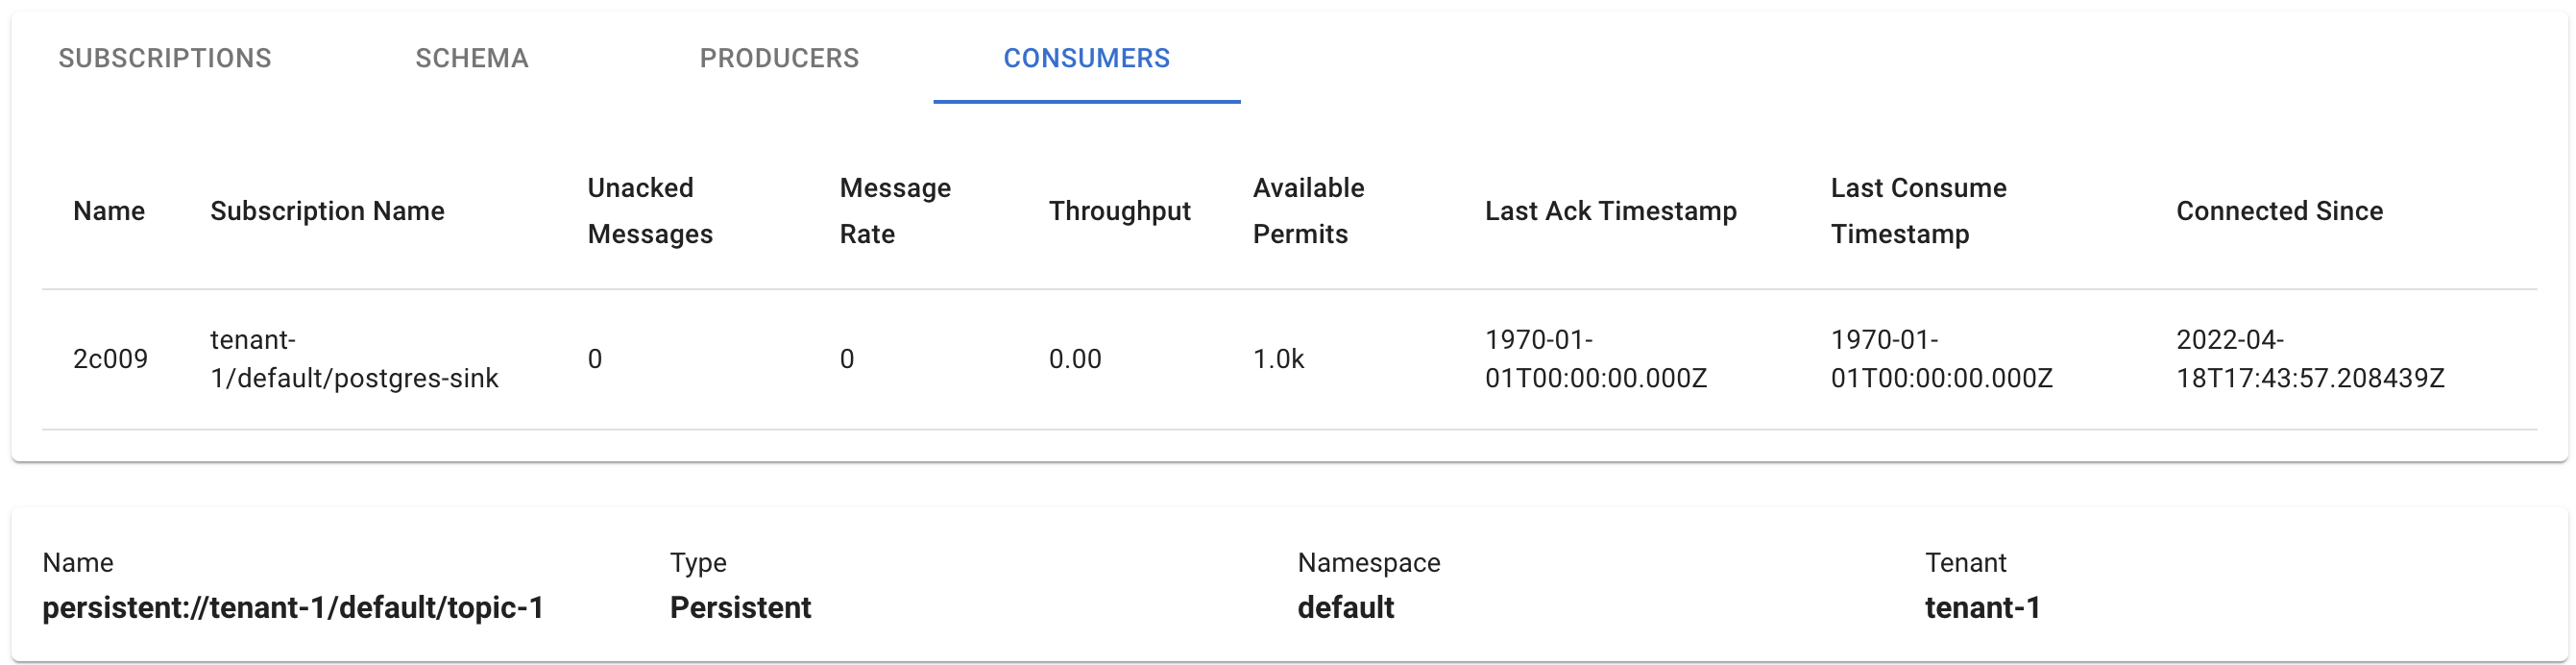 SUBSCRIPTIONS SCHEMA PRODUCERS CONSUMERS
Name Subscription Name Unacked Messages Message Rate Throughput Available Permits Last Ack Timestamp Last Consume Timestamp Connected Since
2c009 tenant-1/default/postgres-sink 0 0 0.00 1.0k 1970-01-01T00:00:00.000Z 1970-01-01T00:00:00.000Z 2022-04-18T17:43:57.208439Z
Name Type Namespace Tenant
persistent://tenant-1/default/topic-1 Persistent default tenant-1